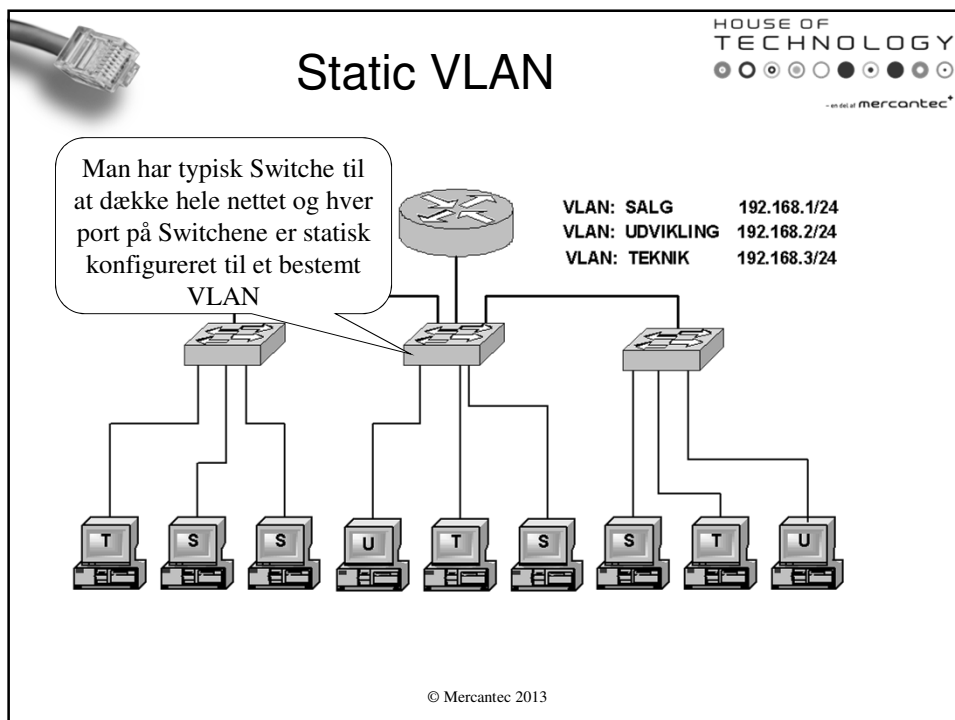 Static VLAN
HOUSE OF
TECHNOLOGY
- en del af mercantec+
Man har typisk Switche til
at dække hele nettet og hver
port på Switchene er statisk
konfigureret til et bestemt
VLAN
VLAN: SALG 192.168.1/24
VLAN: UDVIKLING 192.168.2/24
VLAN: TEKNIK 192.168.3/24
T S S U T S S T U
© Mercantec 2013